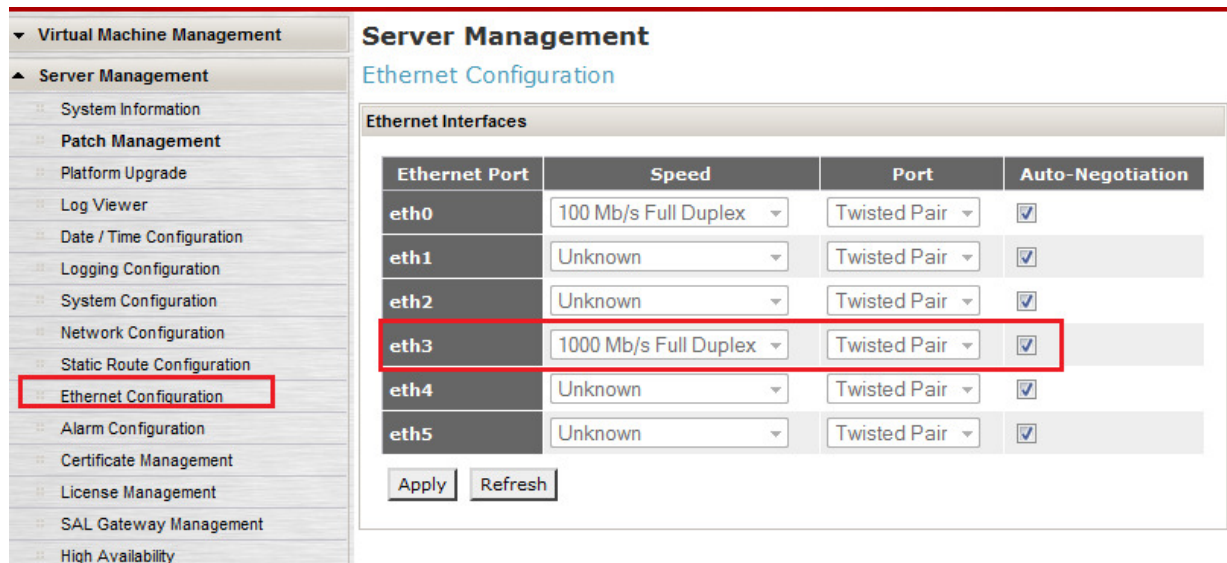 Virtual Machine Management
Server Management
System Information
Patch Management
Platform Upgrade
Log Viewer
Date / Time Configuration
Logging Configuration
System Configuration
Network Configuration
Static Route Configuration
Ethernet Configuration
Alarm Configuration
Certificate Management
License Management
SAL Gateway Management
High Availability
Server Management
Ethernet Configuration
Ethernet Interfaces
Ethernet Port Speed Port Auto-Negotiation
eth0 100 Mb/s Full Duplex Twisted Pair
eth1 Unknown Twisted Pair
eth2 Unknown Twisted Pair
eth3 1000 Mb/s Full Duplex Twisted Pair
eth4 Unknown Twisted Pair
eth5 Unknown Twisted Pair
Apply Refresh